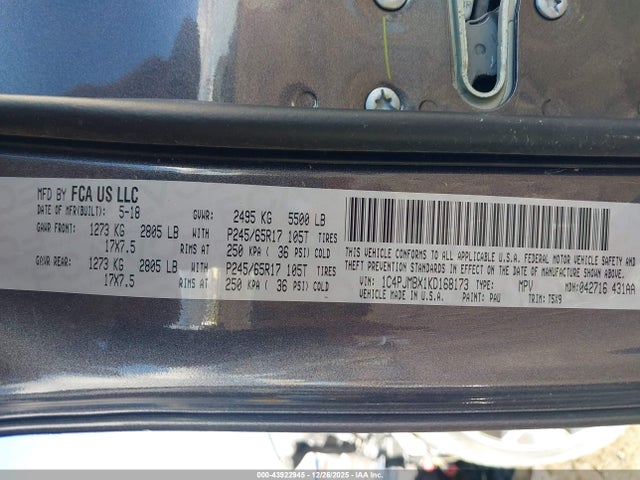 MFD BY FCA US LLC
DATE OF MFR(BUILT): 5-18 GVWR: 2495 KG 5500 LB
GAWR FRONT: 1273 KG 2805 LB WITH P245/65R17 105T TIRES
17X7.5 RIMS AT 250 KPA ( 36 PSI) COLD
GAWR REAR: 1273 KG 2805 LB WITH P245/65R17 105T TIRES
17X7.5 RIMS AT 250 KPA ( 36 PSI) COLD
THIS VEHICLE CONFORMS TO ALL APPLICABLE U.S.A. FEDERAL MOTOR VEHICLE SAFETY,
BUMPER AND THEFT PREVENTION STANDARDS IN EFFECT ON THE DATE OF MANUFACTURE SHOWN ABOVE.
VIN: 1C4PJMBX1KD168173 TYPE: MPV MDH:042716 431AA
VEHICLE MADE IN U.S.A. PAINT: PAU TRIM: T5X9
00-43922945 - 12/26/2025 - IAAI.COM